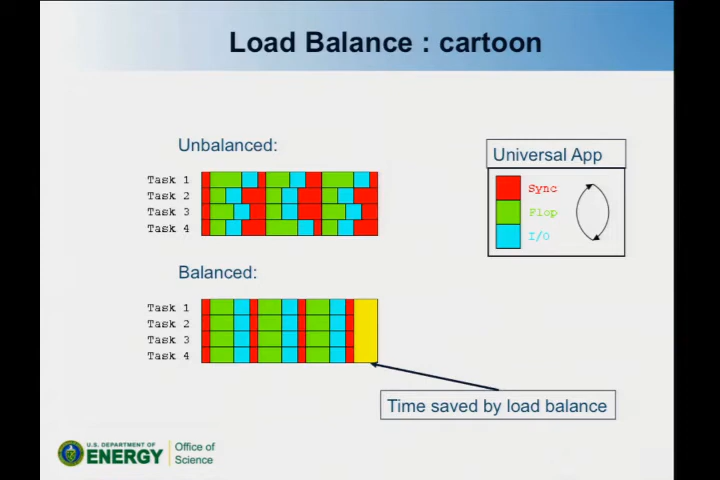 Load Balance : cartoon
Unbalanced:
Task 1
Task 2
Task 3
Task 4
Universal App
Sync
Flop
I/O
Balanced:
Task 1
Task 2
Task 3
Task 4
Time saved by load balance
U.S. DEPARTMENT OF
ENERGY
Office of
Science